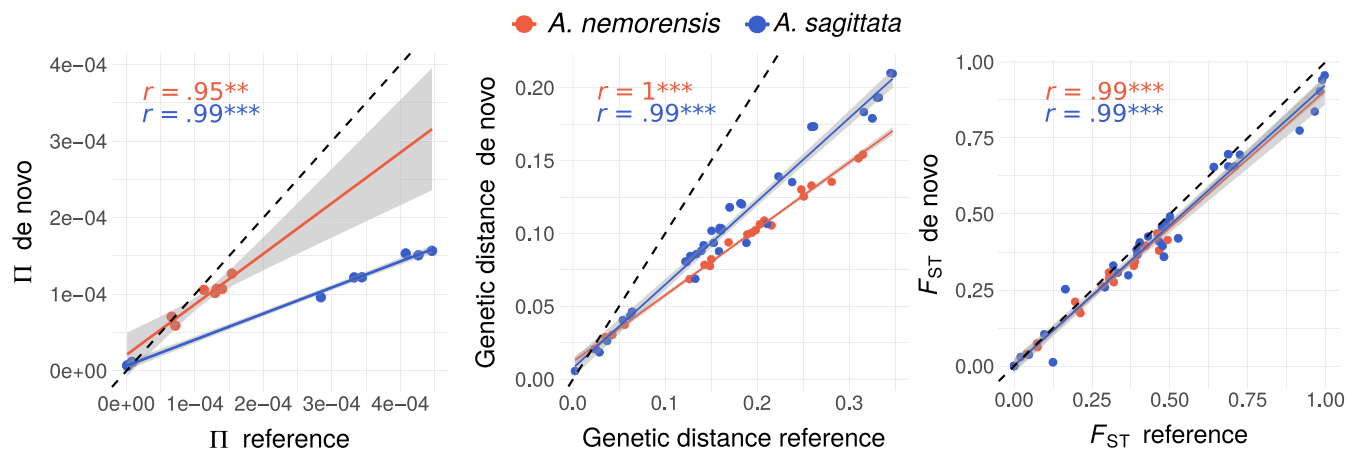 A. nemorensis A. sagittata
r = .95**
r = .99***
4e-04
3e-04
2e-04
1e-04
0e+00
0e+00 1e-04 2e-04 3e-04 4e-04
Π reference
Π de novo
r = 1***
r = .99***
0.20
0.15
0.10
0.05
0.00
0.0 0.1 0.2 0.3
Genetic distance reference
Genetic distance de novo
r = .99***
r = .99***
1.00
0.75
0.50
0.25
0.00
0.00 0.25 0.50 0.75 1.00
FST reference
FST de novo